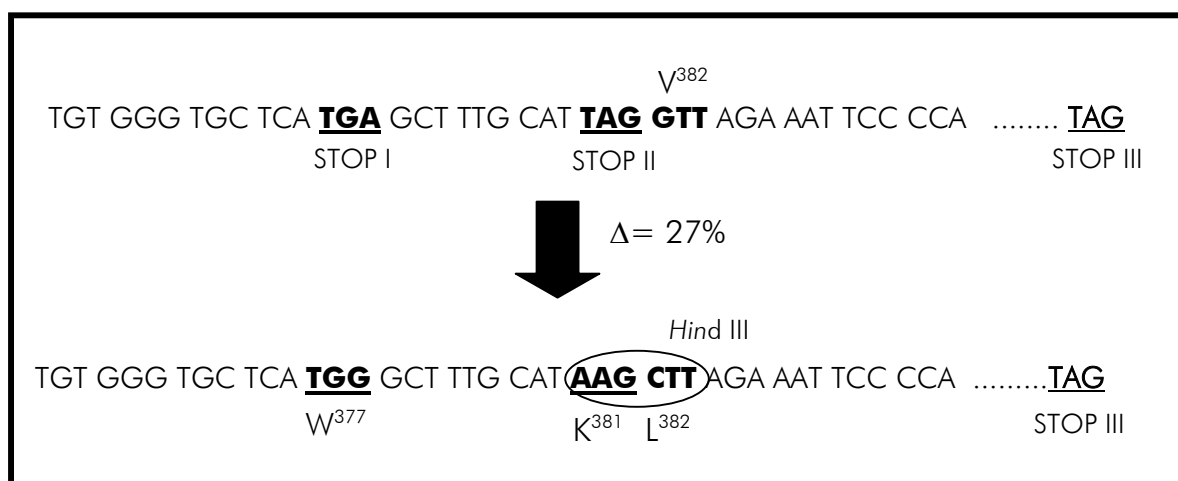 V³⁸²
TGT GGG TGC TCA TGA GCT TTG CAT TAG GTT AGA AAT TCC CCA ........ TAG
STOP I STOP II STOP III
Δ= 27%
Hind III
TGT GGG TGC TCA TGG GCT TTG CAT AAG CTT AGA AAT TCC CCA .........TAG
W³⁷⁷ K³⁸¹ L³⁸² STOP III